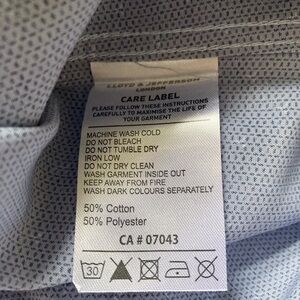 LLOYD & JEFFERSON
LONDON
CARE LABEL
PLEASE FOLLOW THESE INSTRUCTIONS
CAREFULLY TO MAXIMISE THE LIFE OF
YOUR GARMENT
MACHINE WASH COLD
DO NOT BLEACH
DO NOT TUMBLE DRY
IRON LOW
DO NOT DRY CLEAN
WASH GARMENT INSIDE OUT
KEEP AWAY FROM FIRE
WASH DARK COLOURS SEPARATELY
50% Cotton
50% Polyester
CA # 07043
30